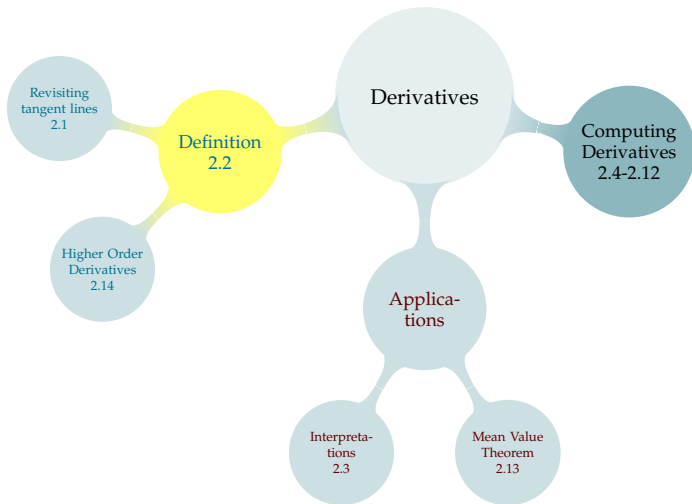 Derivatives
Revisiting
tangent lines
2.1
Definition
2.2
Higher Order
Derivatives
2.14
Computing
Derivatives
2.4-2.12
Applica-
tions
Interpreta-
tions
2.3
Mean Value
Theorem
2.13